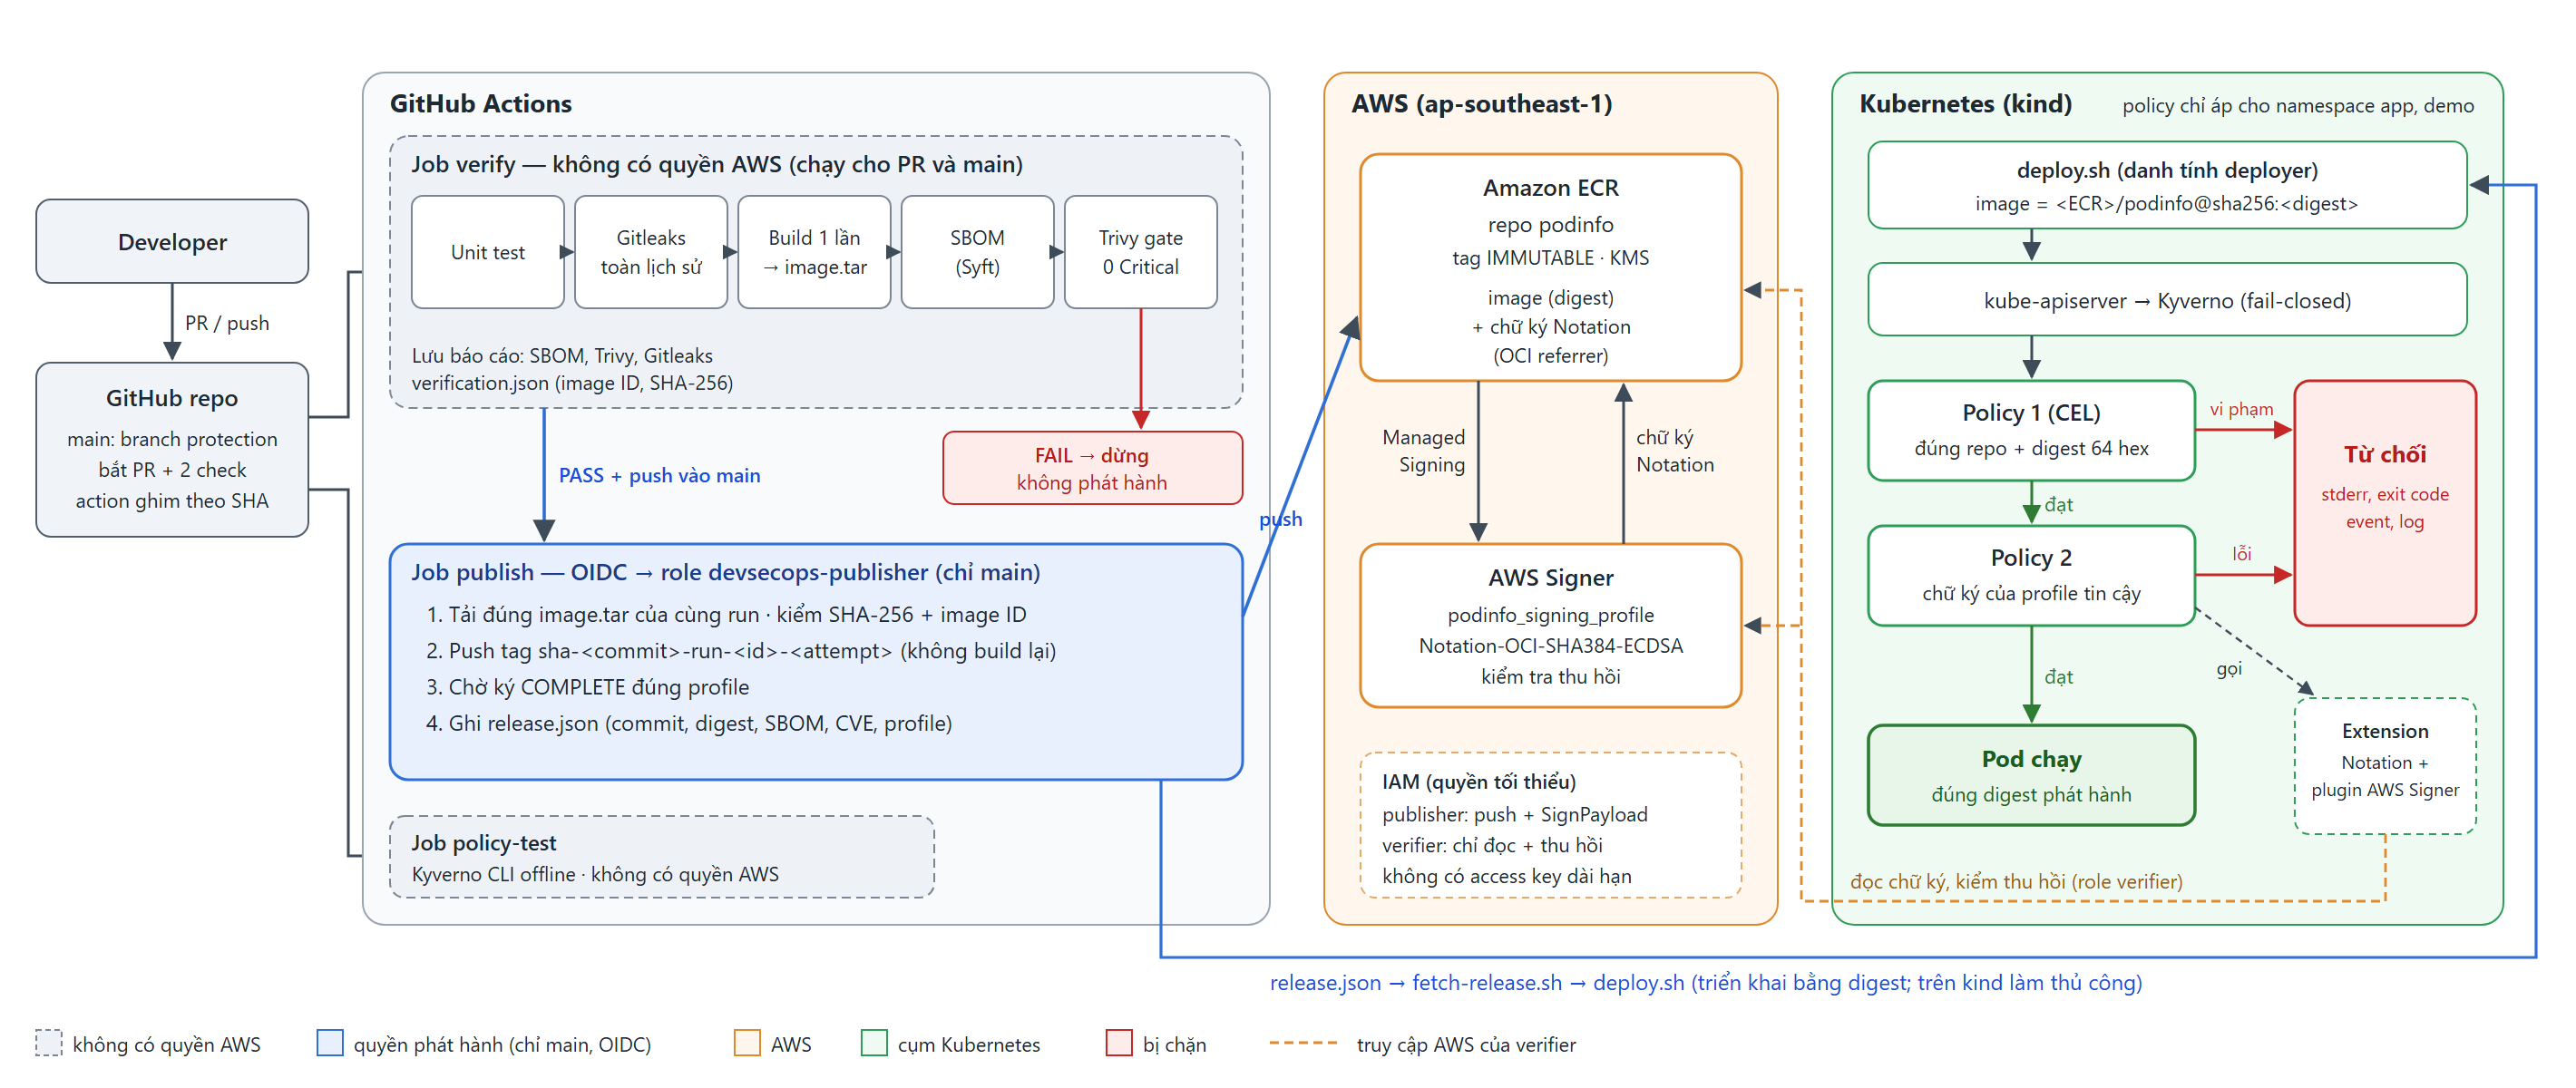 Developer
PR / push
GitHub repo
main: branch protection
bắt PR + 2 check
action ghim theo SHA
GitHub Actions
Job verify — không có quyền AWS (chạy cho PR và main)
Unit test
Gitleaks
toàn lịch sử
Build 1 lần
→ image.tar
SBOM
(Syft)
Trivy gate
0 Critical
Lưu báo cáo: SBOM, Trivy, Gitleaks
verification.json (image ID, SHA-256)
PASS + push vào main
FAIL → dừng
không phát hành
push
Job publish — OIDC → role devsecops-publisher (chỉ main)
1. Tải đúng image.tar của cùng run · kiểm SHA-256 + image ID
2. Push tag sha-<commit>-run-<id>-<attempt> (không build lại)
3. Chờ ký COMPLETE đúng profile
4. Ghi release.json (commit, digest, SBOM, CVE, profile)
Job policy-test
Kyverno CLI offline · không có quyền AWS
AWS (ap-southeast-1)
Amazon ECR
repo podinfo
tag IMMUTABLE · KMS
image (digest)
+ chữ ký Notation
(OCI referrer)
Managed
Signing
chữ ký
Notation
AWS Signer
podinfo_signing_profile
Notation-OCI-SHA384-ECDSA
kiểm tra thu hồi
IAM (quyền tối thiểu)
publisher: push + SignPayload
verifier: chỉ đọc + thu hồi
không có access key dài hạn
Kubernetes (kind)
policy chỉ áp cho namespace app, demo
deploy.sh (danh tính deployer)
image = <ECR>/podinfo@sha256:<digest>
kube-apiserver → Kyverno (fail-closed)
Policy 1 (CEL)
đúng repo + digest 64 hex
vi phạm
Từ chối
stderr, exit code
event, log
đạt
Policy 2
chữ ký của profile tin cậy
lỗi
gọi
đạt
Extension
Notation +
plugin AWS Signer
Pod chạy
đúng digest phát hành
đọc chữ ký, kiểm thu hồi (role verifier)
release.json → fetch-release.sh → deploy.sh (triển khai bằng digest; trên kind làm thủ công)
không có quyền AWS
quyền phát hành (chỉ main, OIDC)
AWS
cụm Kubernetes
bị chặn
truy cập AWS của verifier